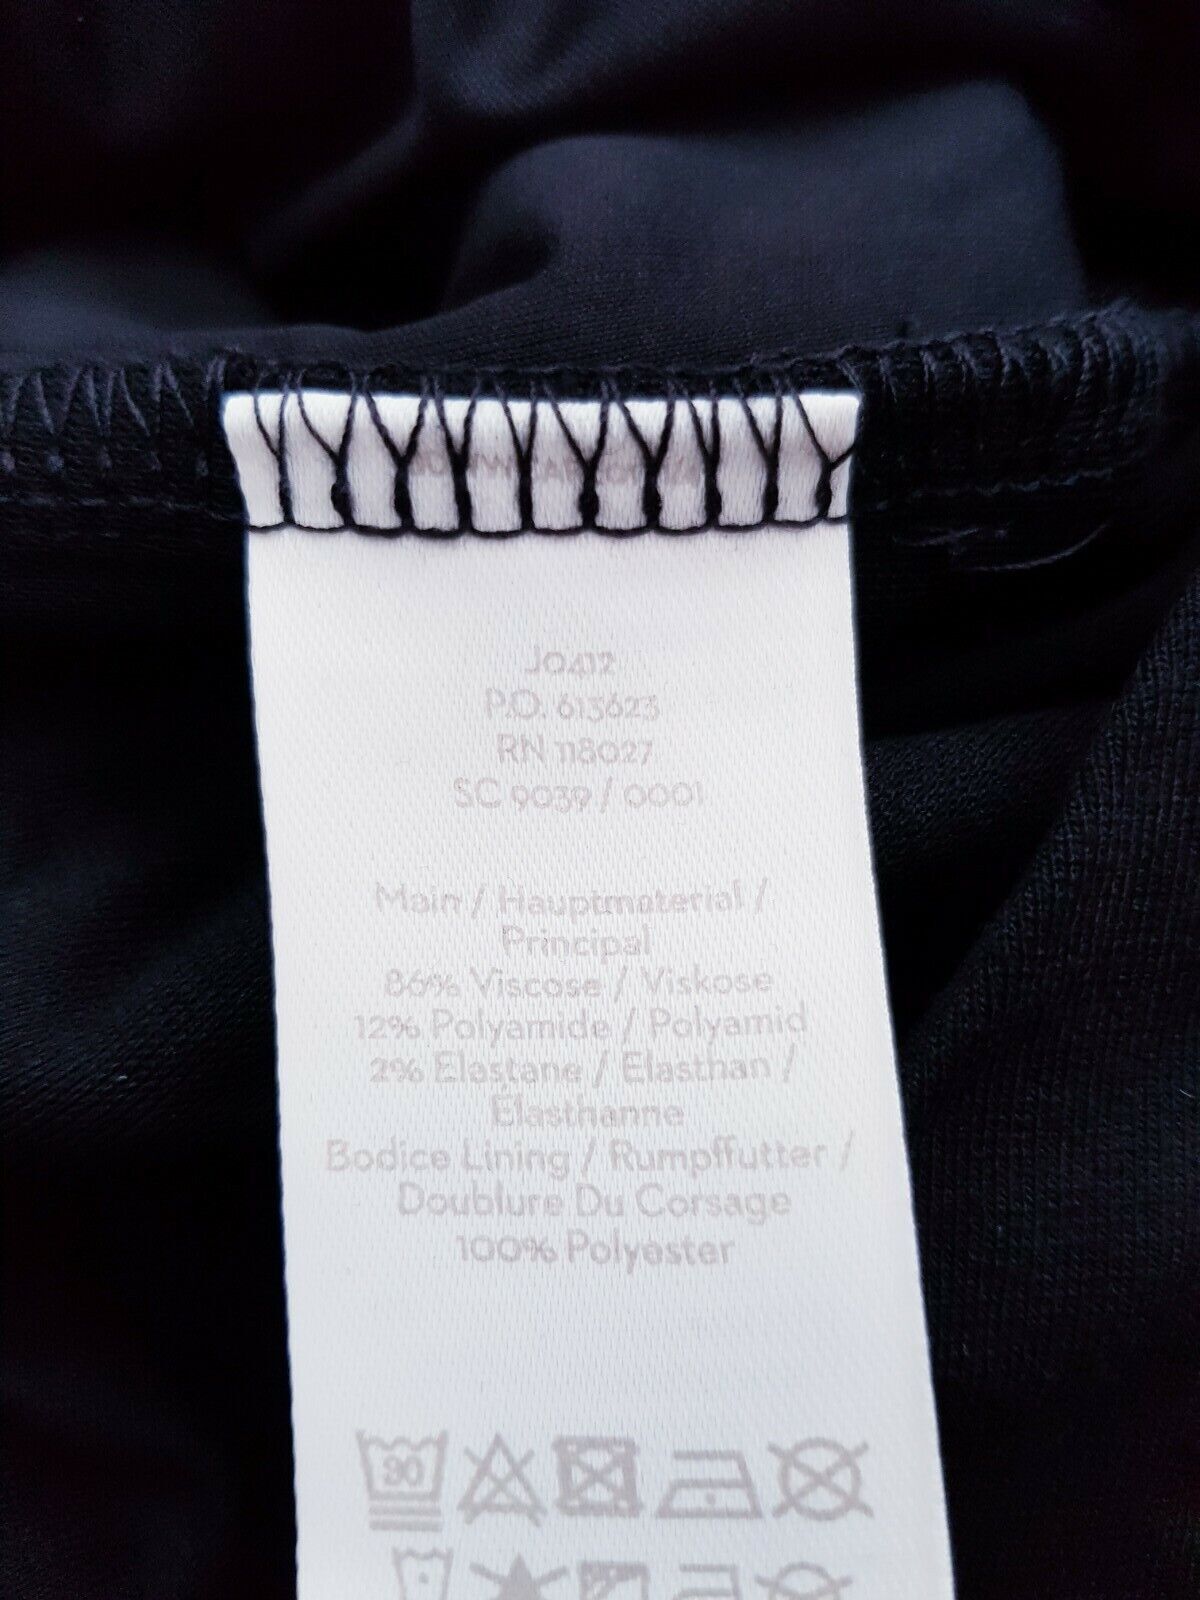 J0412
P.O. 613623
RN 118027
SC 9039 / 0001
Main / Hauptmaterial /
Principal
86% Viscose / Viskose
12% Polyamide / Polyamid
2% Elastane / Elasthan /
Elasthanne
Bodice Lining / Rumpffutter /
Doublure Du Corsage
100% Polyester
30